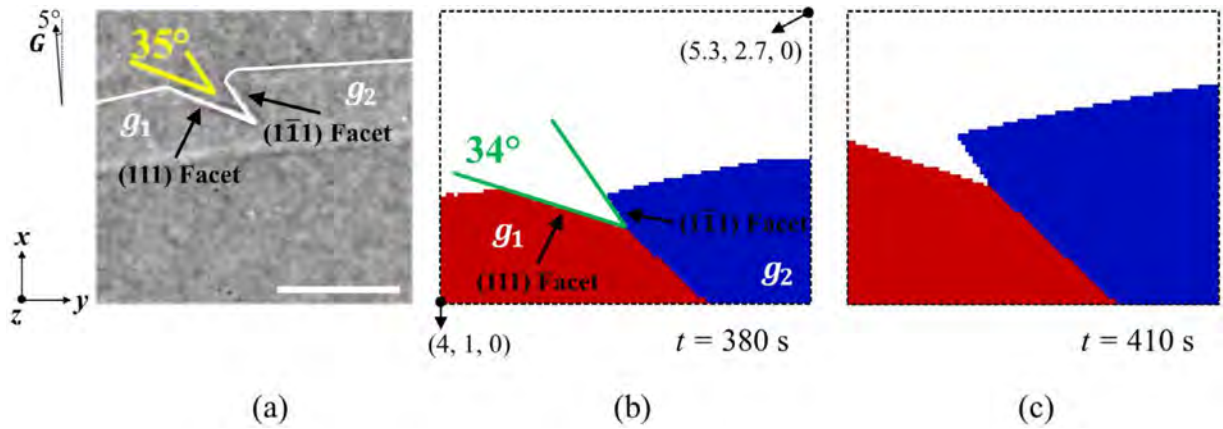 5°
G
35°
g₁
g₂
(11̅1) Facet
(111) Facet
x
y
z
(a)
(5.3, 2.7, 0)
34°
g₁
(11̅1) Facet
(111) Facet
g₂
(4, 1, 0)
t = 380 s
(b)
t = 410 s
(c)